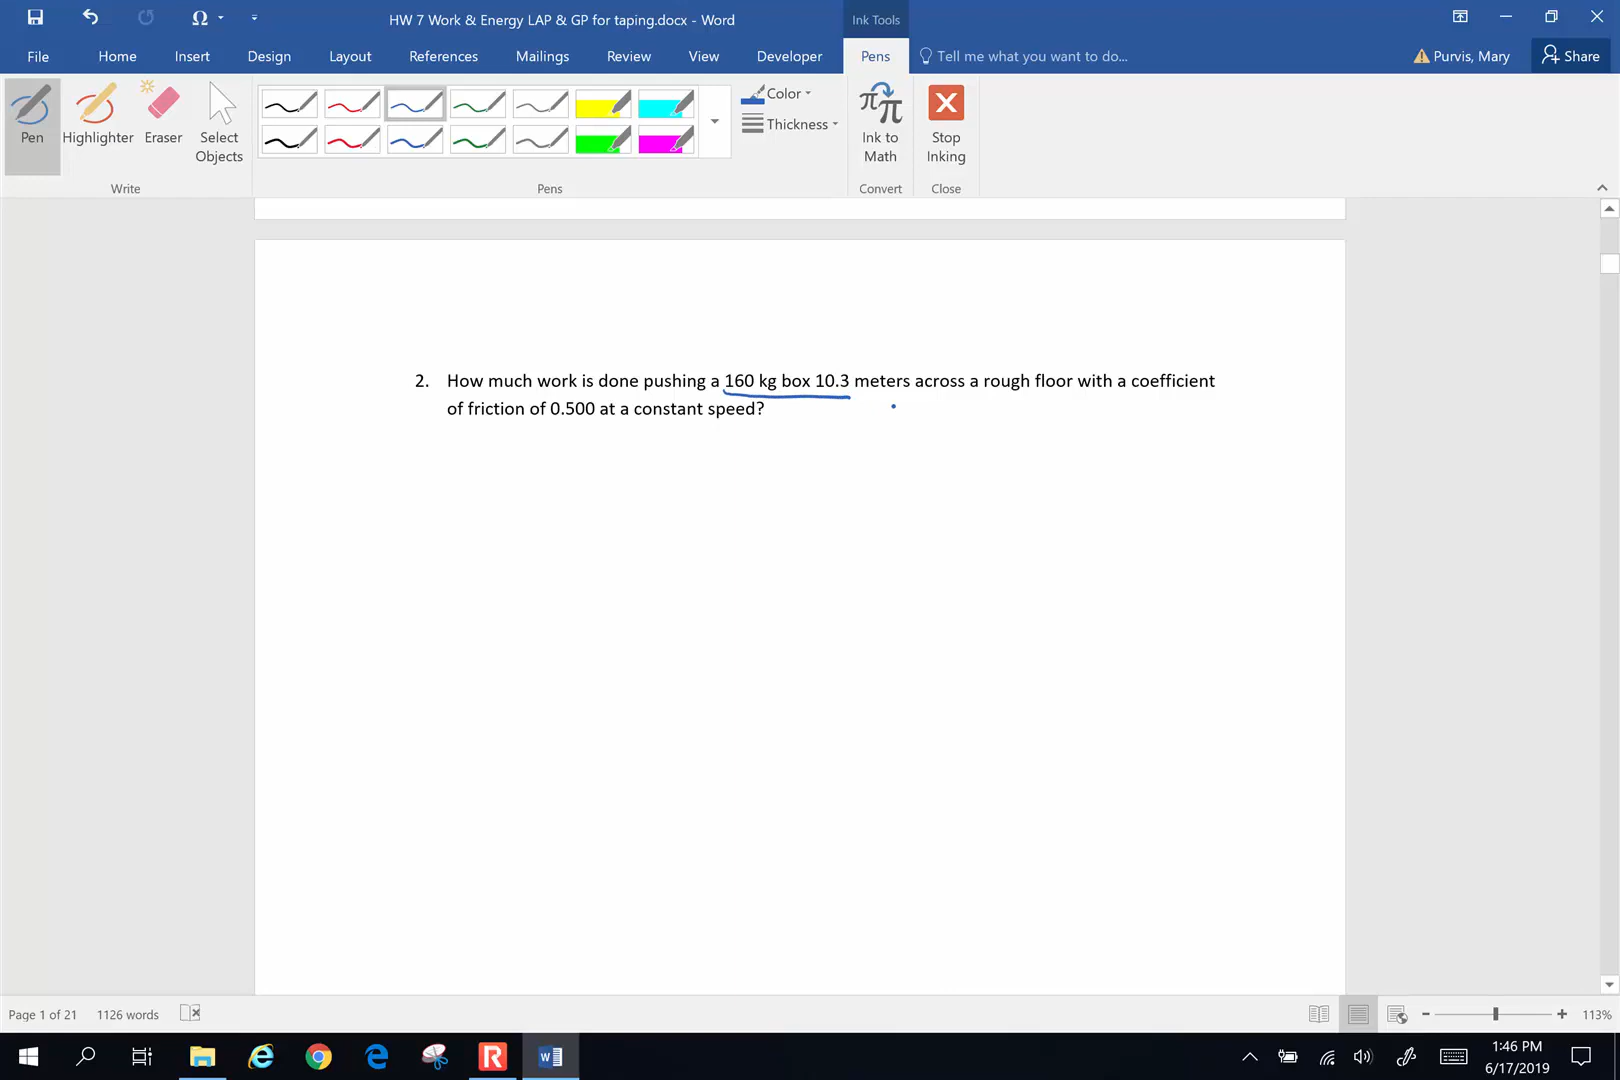 HW 7 Work & Energy LAP & GP for taping.docx - Word
Ink Tools
File
Home
Insert
Design
Layout
References
Mailings
Review
View
Developer
Pens
Tell me what you want to do...
Purvis, Mary
Share
Pen
Highlighter
Eraser
Select
Objects
Color
Thickness
Ink to
Math
Stop
Inking
Write
Pens
Convert
Close
2. How much work is done pushing a 160 kg box 10.3 meters across a rough floor with a coefficient
of friction of 0.500 at a constant speed?
Page 1 of 21
1126 words
113%
1:46 PM
6/17/2019